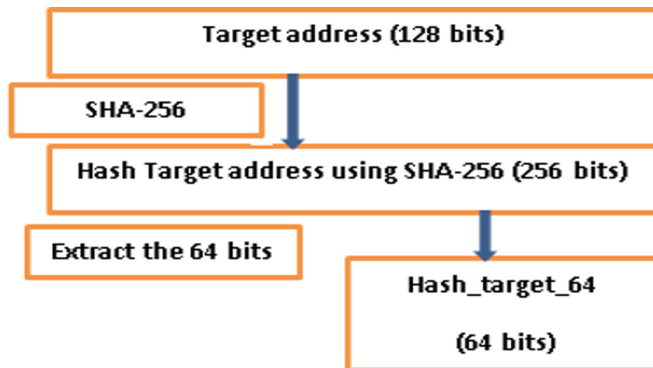 Target address (128 bits)
SHA-256
Hash Target address using SHA-256 (256 bits)
Extract the 64 bits
Hash_target_64
(64 bits)